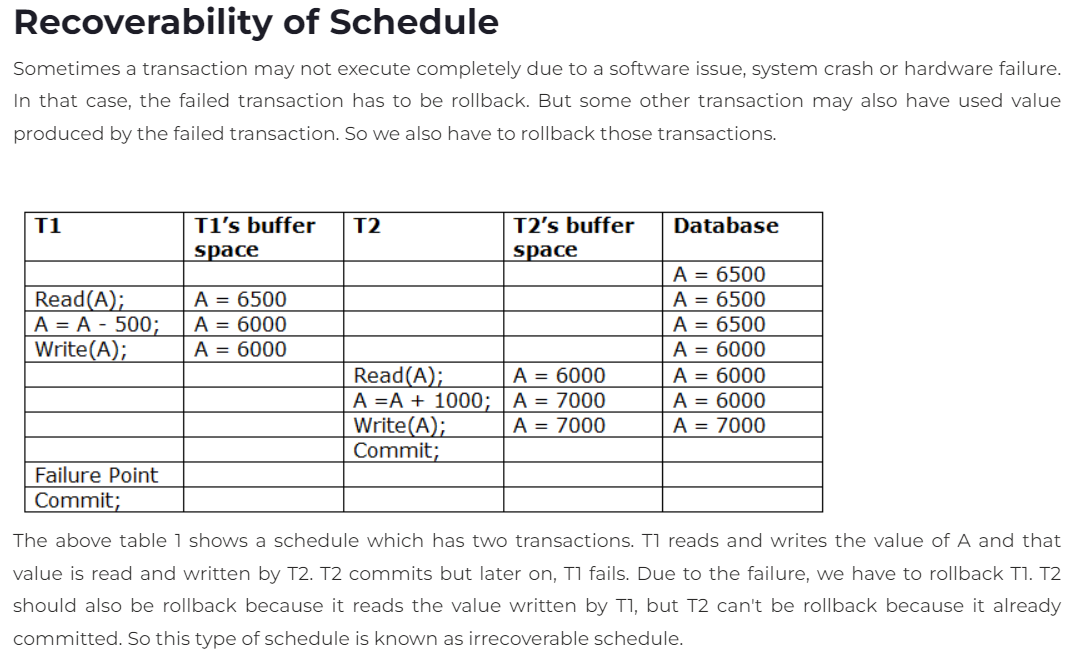 Recoverability of Schedule
Sometimes a transaction may not execute completely due to a software issue, system crash or hardware failure.
In that case, the failed transaction has to be rollback. But some other transaction may also have used value
produced by the failed transaction. So we also have to rollback those transactions.
T1 T1's buffer space T2 T2's buffer space Database
A = 6500
Read(A); A = 6500 A = 6500
A = A - 500; A = 6000 A = 6500
Write(A); A = 6000 A = 6000
Read(A); A = 6000 A = 6000
A =A + 1000; A = 7000 A = 6000
Write(A); A = 7000 A = 7000
Commit;
Failure Point
Commit;
The above table 1 shows a schedule which has two transactions. T1 reads and writes the value of A and that
value is read and written by T2. T2 commits but later on, T1 fails. Due to the failure, we have to rollback T1. T2
should also be rollback because it reads the value written by T1, but T2 can't be rollback because it already
committed. So this type of schedule is known as irrecoverable schedule.